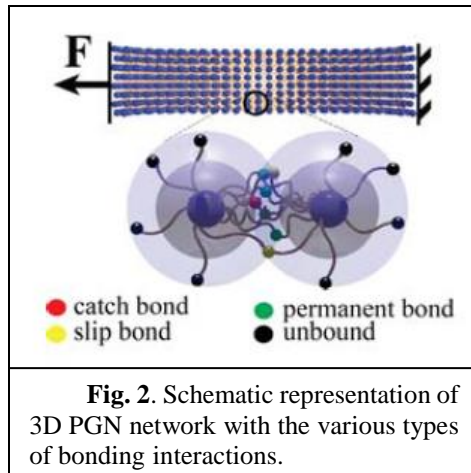 F
catch bond
permanent bond
slip bond
unbound
Fig. 2. Schematic representation of
3D PGN network with the various types
of bonding interactions.